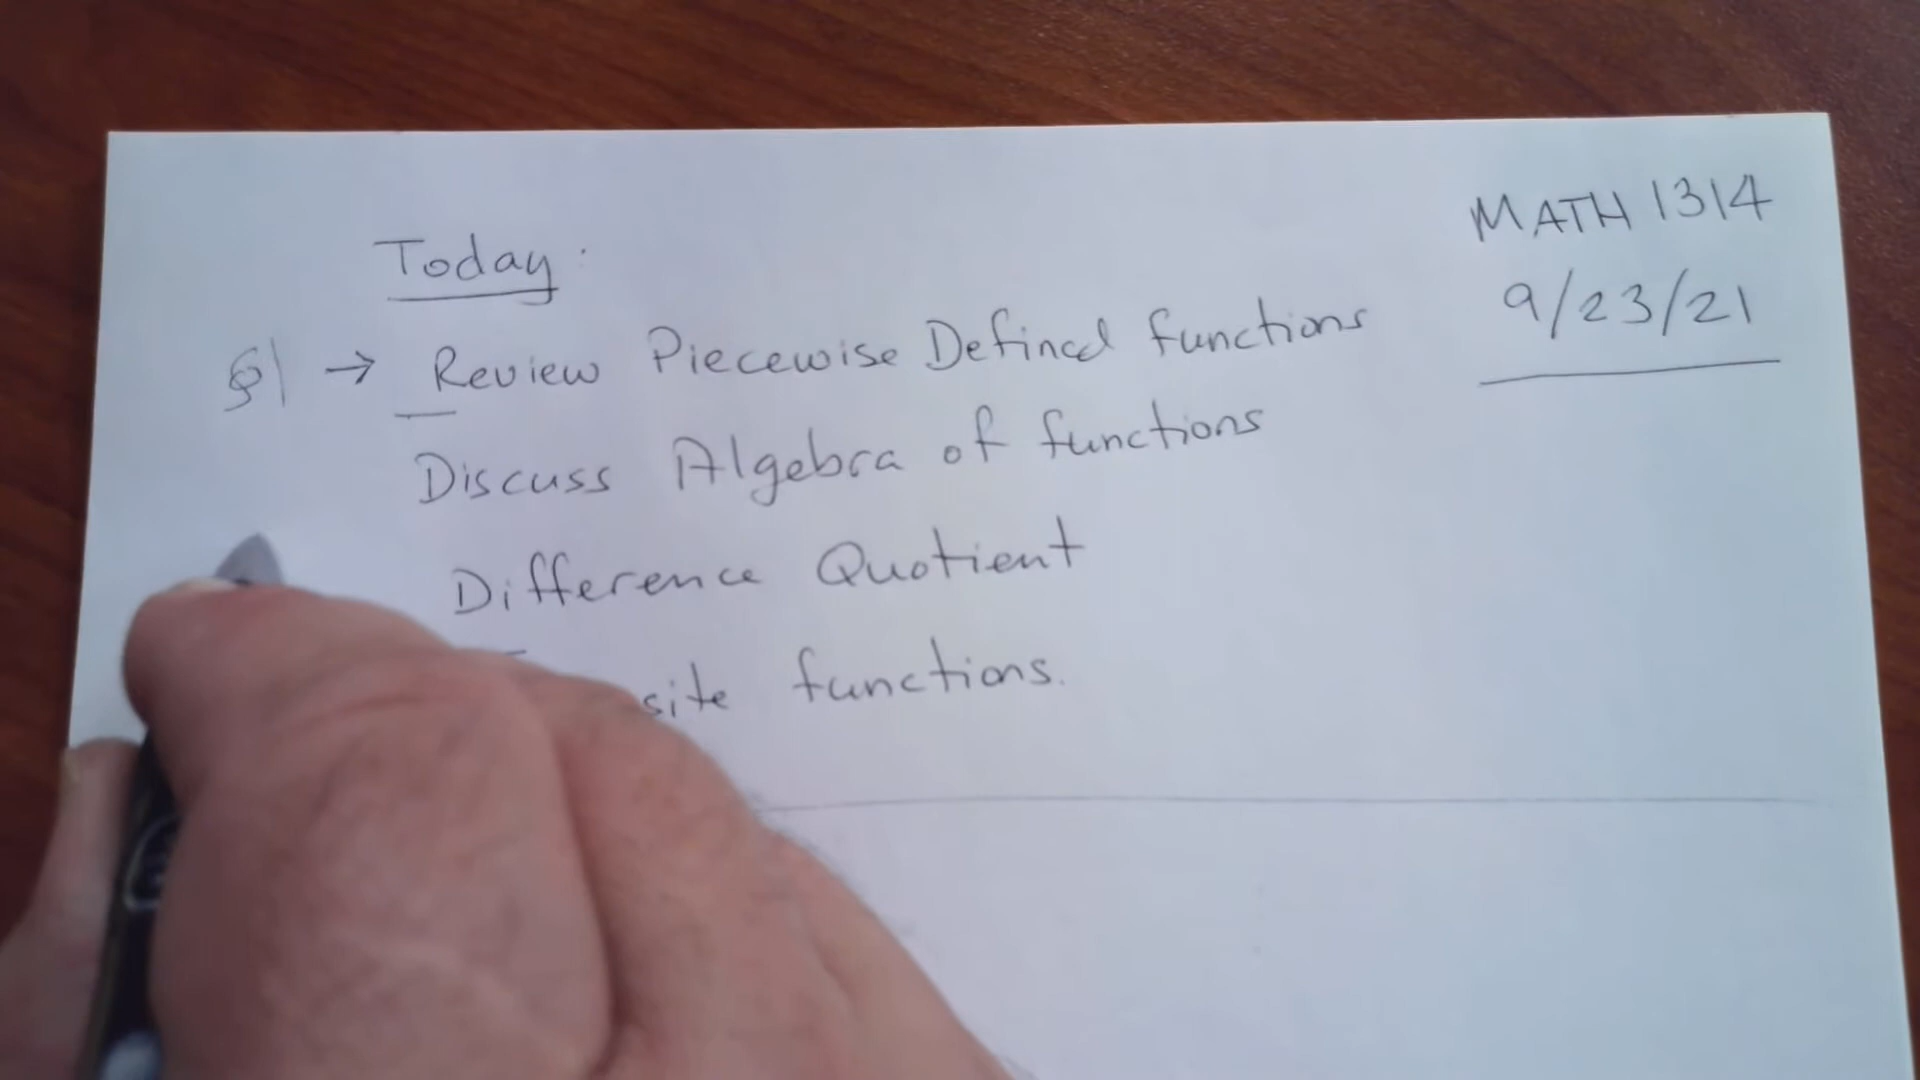 MATH 1314
Today:
9/23/21
§1 → Review Piecewise Defined functions
Discuss Algebra of functions
Difference Quotient
functions.